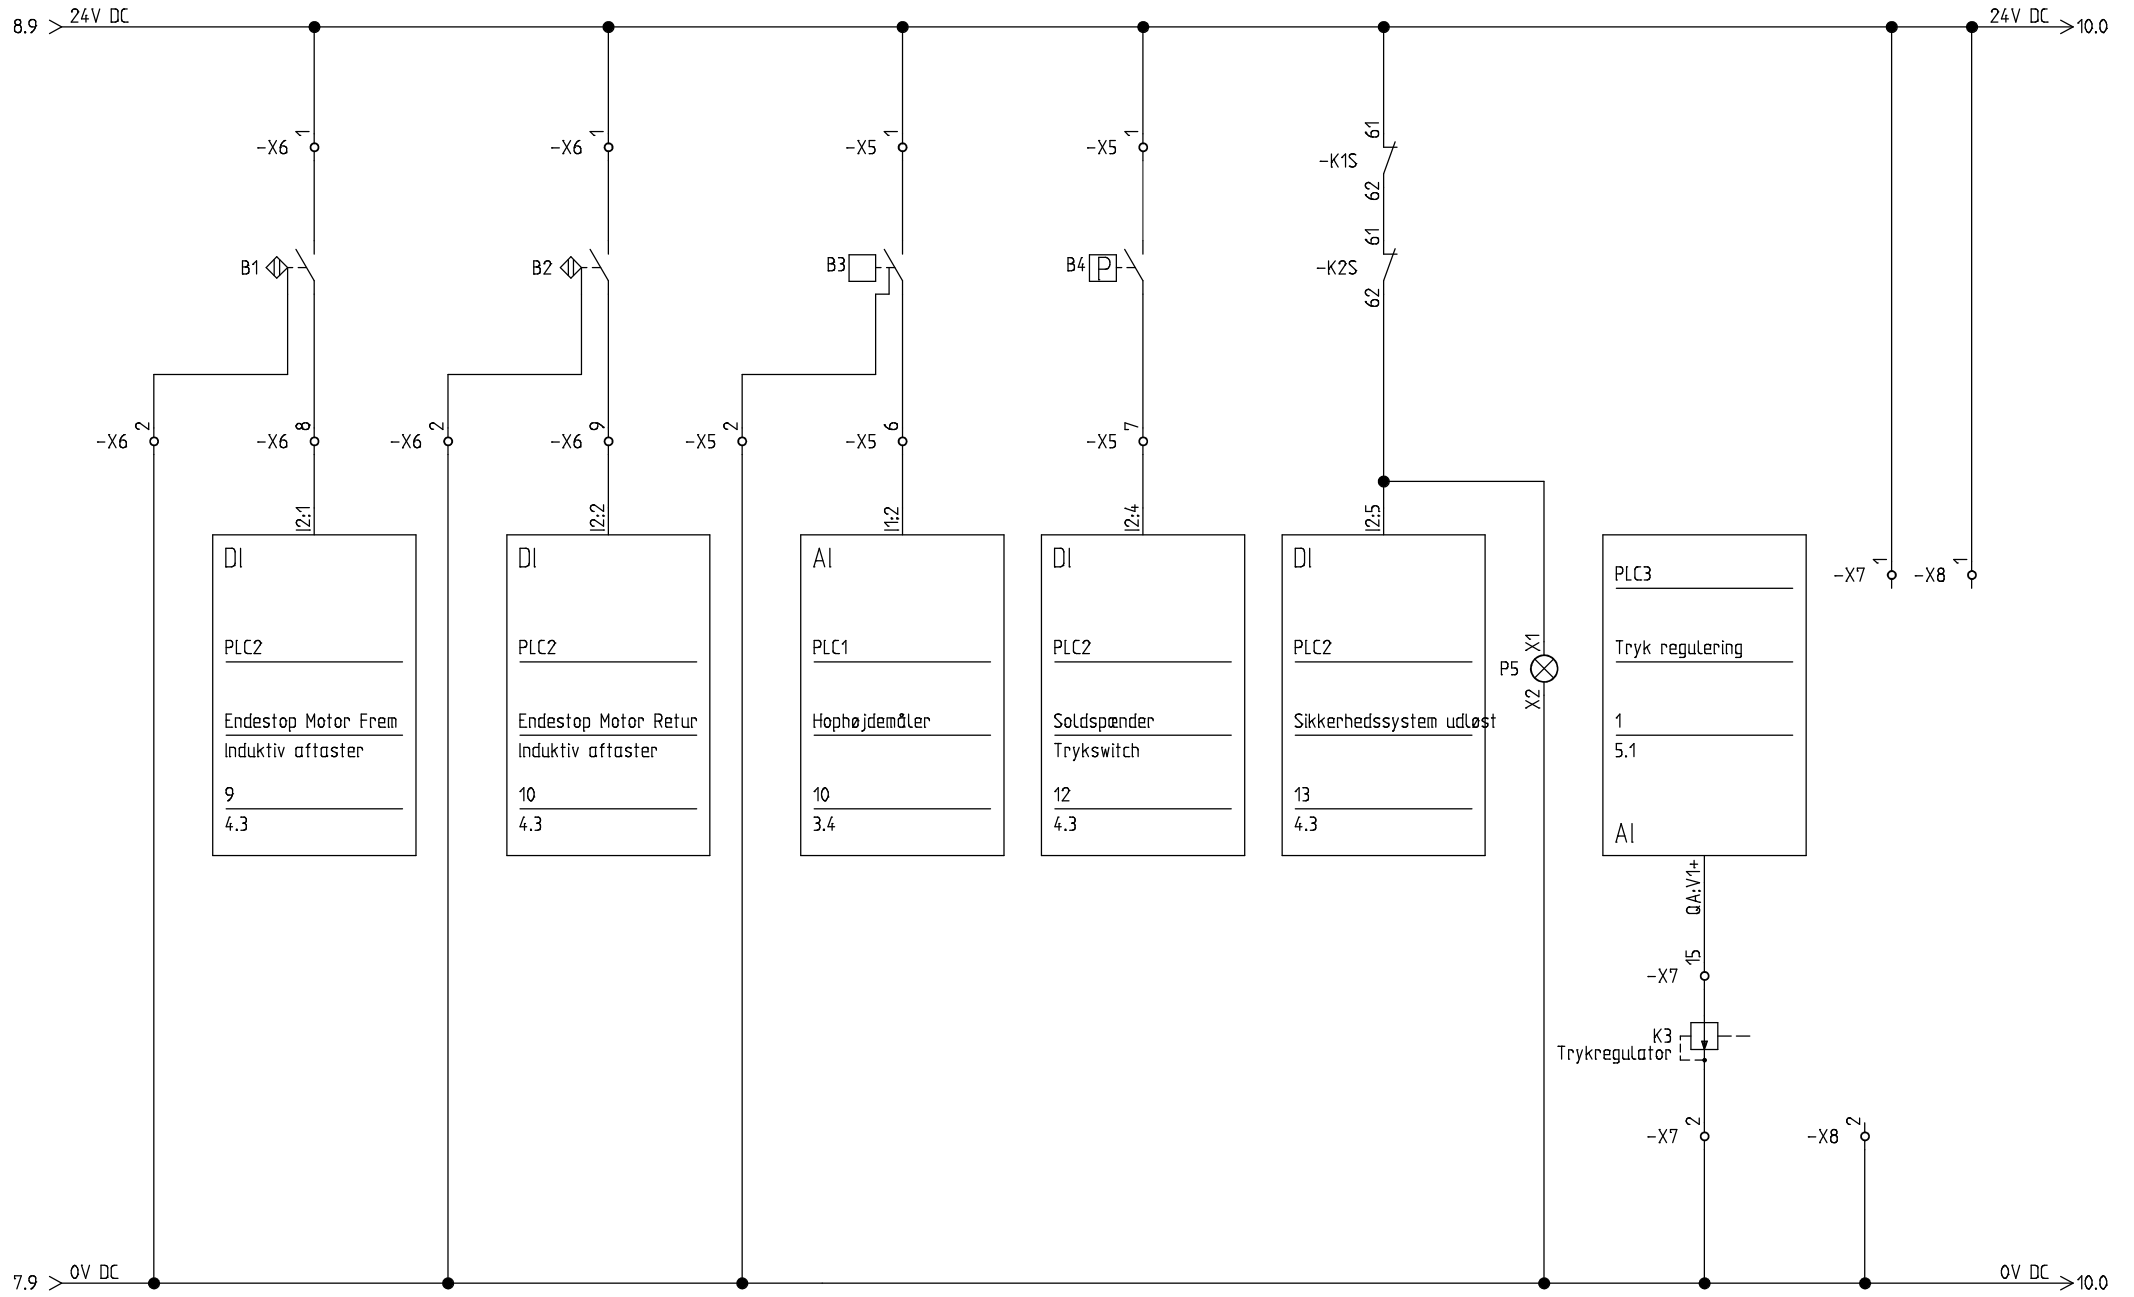 24V DC
24V DC
8.9
10.0
1
1
1
1
61
-X6
-X6
-X5
-X5
-K1S
62
61
B1
B2
B3
B4
P
-K2S
62
2
8
2
9
2
6
7
-X6
-X6
-X6
-X6
-X5
-X5
-X5
I2:1
I2:2
I1:2
I2:4
I2:5
DI
PLC2
Endestop Motor Frem
Induktiv aftaster
9
4.3
DI
PLC2
Endestop Motor Retur
Induktiv aftaster
10
4.3
AI
PLC1
Hophøjdemåler
10
3.4
DI
PLC2
Soldspænder
Trykswitch
12
4.3
DI
PLC2
Sikkerhedssystem udløst
13
4.3
X1
P5
X2
PLC3
Tryk regulering
1
5.1
AI
QA:V1+
1
1
-X7
-X8
15
-X7
K3
Trykregulator
2
2
-X7
-X8
0V DC
0V DC
7.9
10.0